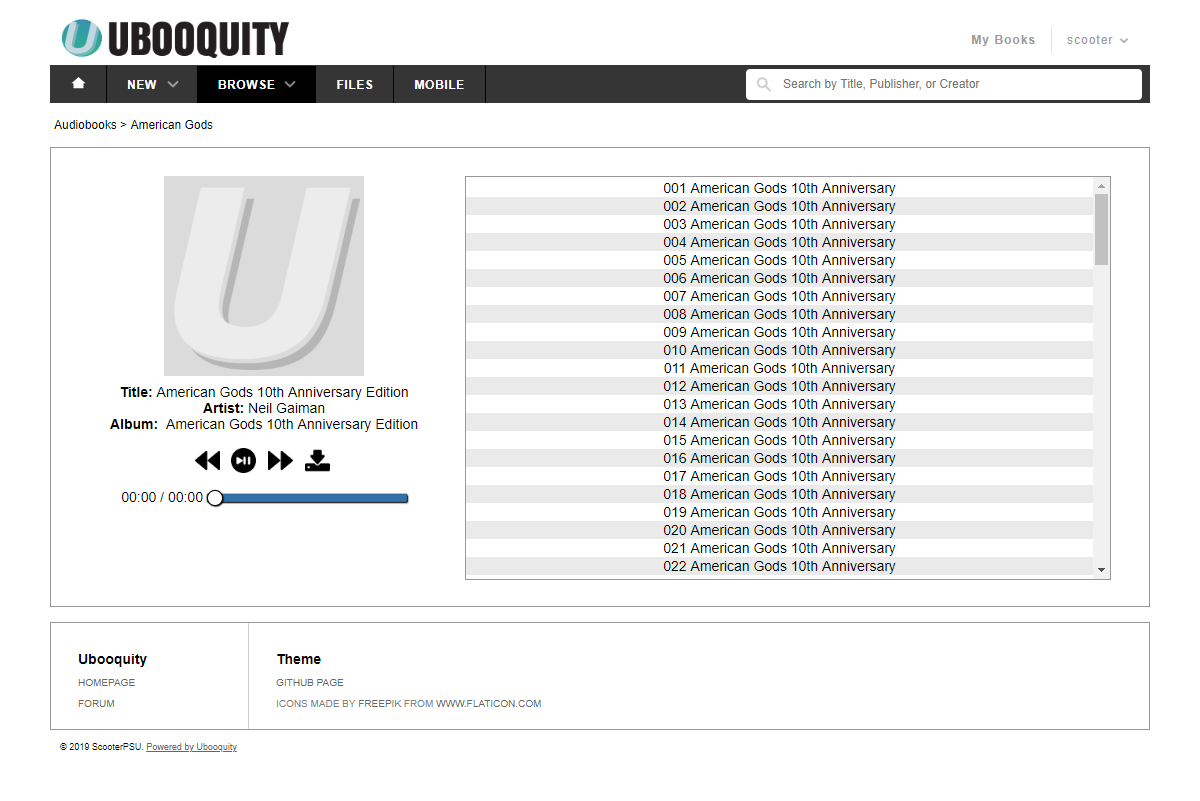 UBOOQUITY
My Books
scooter
NEW
BROWSE
FILES
MOBILE
Search by Title, Publisher, or Creator
Audiobooks > American Gods
U
Title: American Gods 10th Anniversary Edition
Artist: Neil Gaiman
Album: American Gods 10th Anniversary Edition
00:00 / 00:00
001 American Gods 10th Anniversary
002 American Gods 10th Anniversary
003 American Gods 10th Anniversary
004 American Gods 10th Anniversary
005 American Gods 10th Anniversary
006 American Gods 10th Anniversary
007 American Gods 10th Anniversary
008 American Gods 10th Anniversary
009 American Gods 10th Anniversary
010 American Gods 10th Anniversary
011 American Gods 10th Anniversary
012 American Gods 10th Anniversary
013 American Gods 10th Anniversary
014 American Gods 10th Anniversary
015 American Gods 10th Anniversary
016 American Gods 10th Anniversary
017 American Gods 10th Anniversary
018 American Gods 10th Anniversary
019 American Gods 10th Anniversary
020 American Gods 10th Anniversary
021 American Gods 10th Anniversary
022 American Gods 10th Anniversary
Ubooquity
HOMEPAGE
FORUM
Theme
GITHUB PAGE
ICONS MADE BY FREEPIK FROM WWW.FLATICON.COM
© 2019 ScooterPSU. Powered by Ubooquity